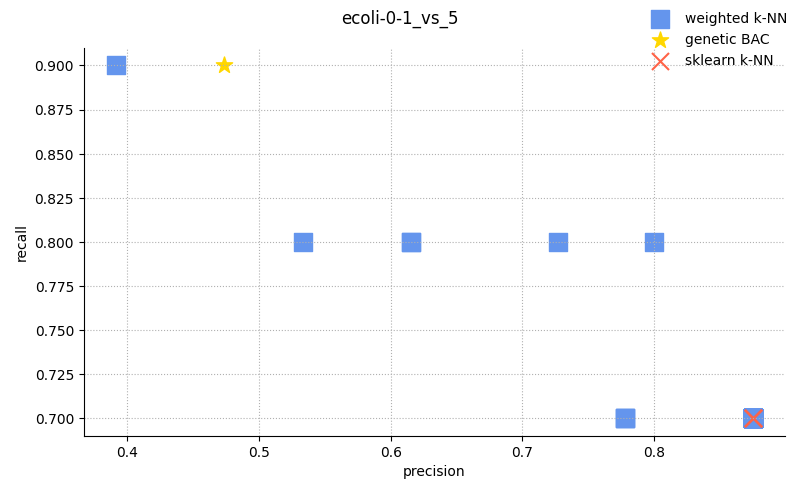 ecoli-0-1_vs_5
weighted k-NN
genetic BAC
sklearn k-NN
0.900
0.875
0.850
0.825
0.800
0.775
0.750
0.725
0.700
recall
0.4 0.5 0.6 0.7 0.8
precision